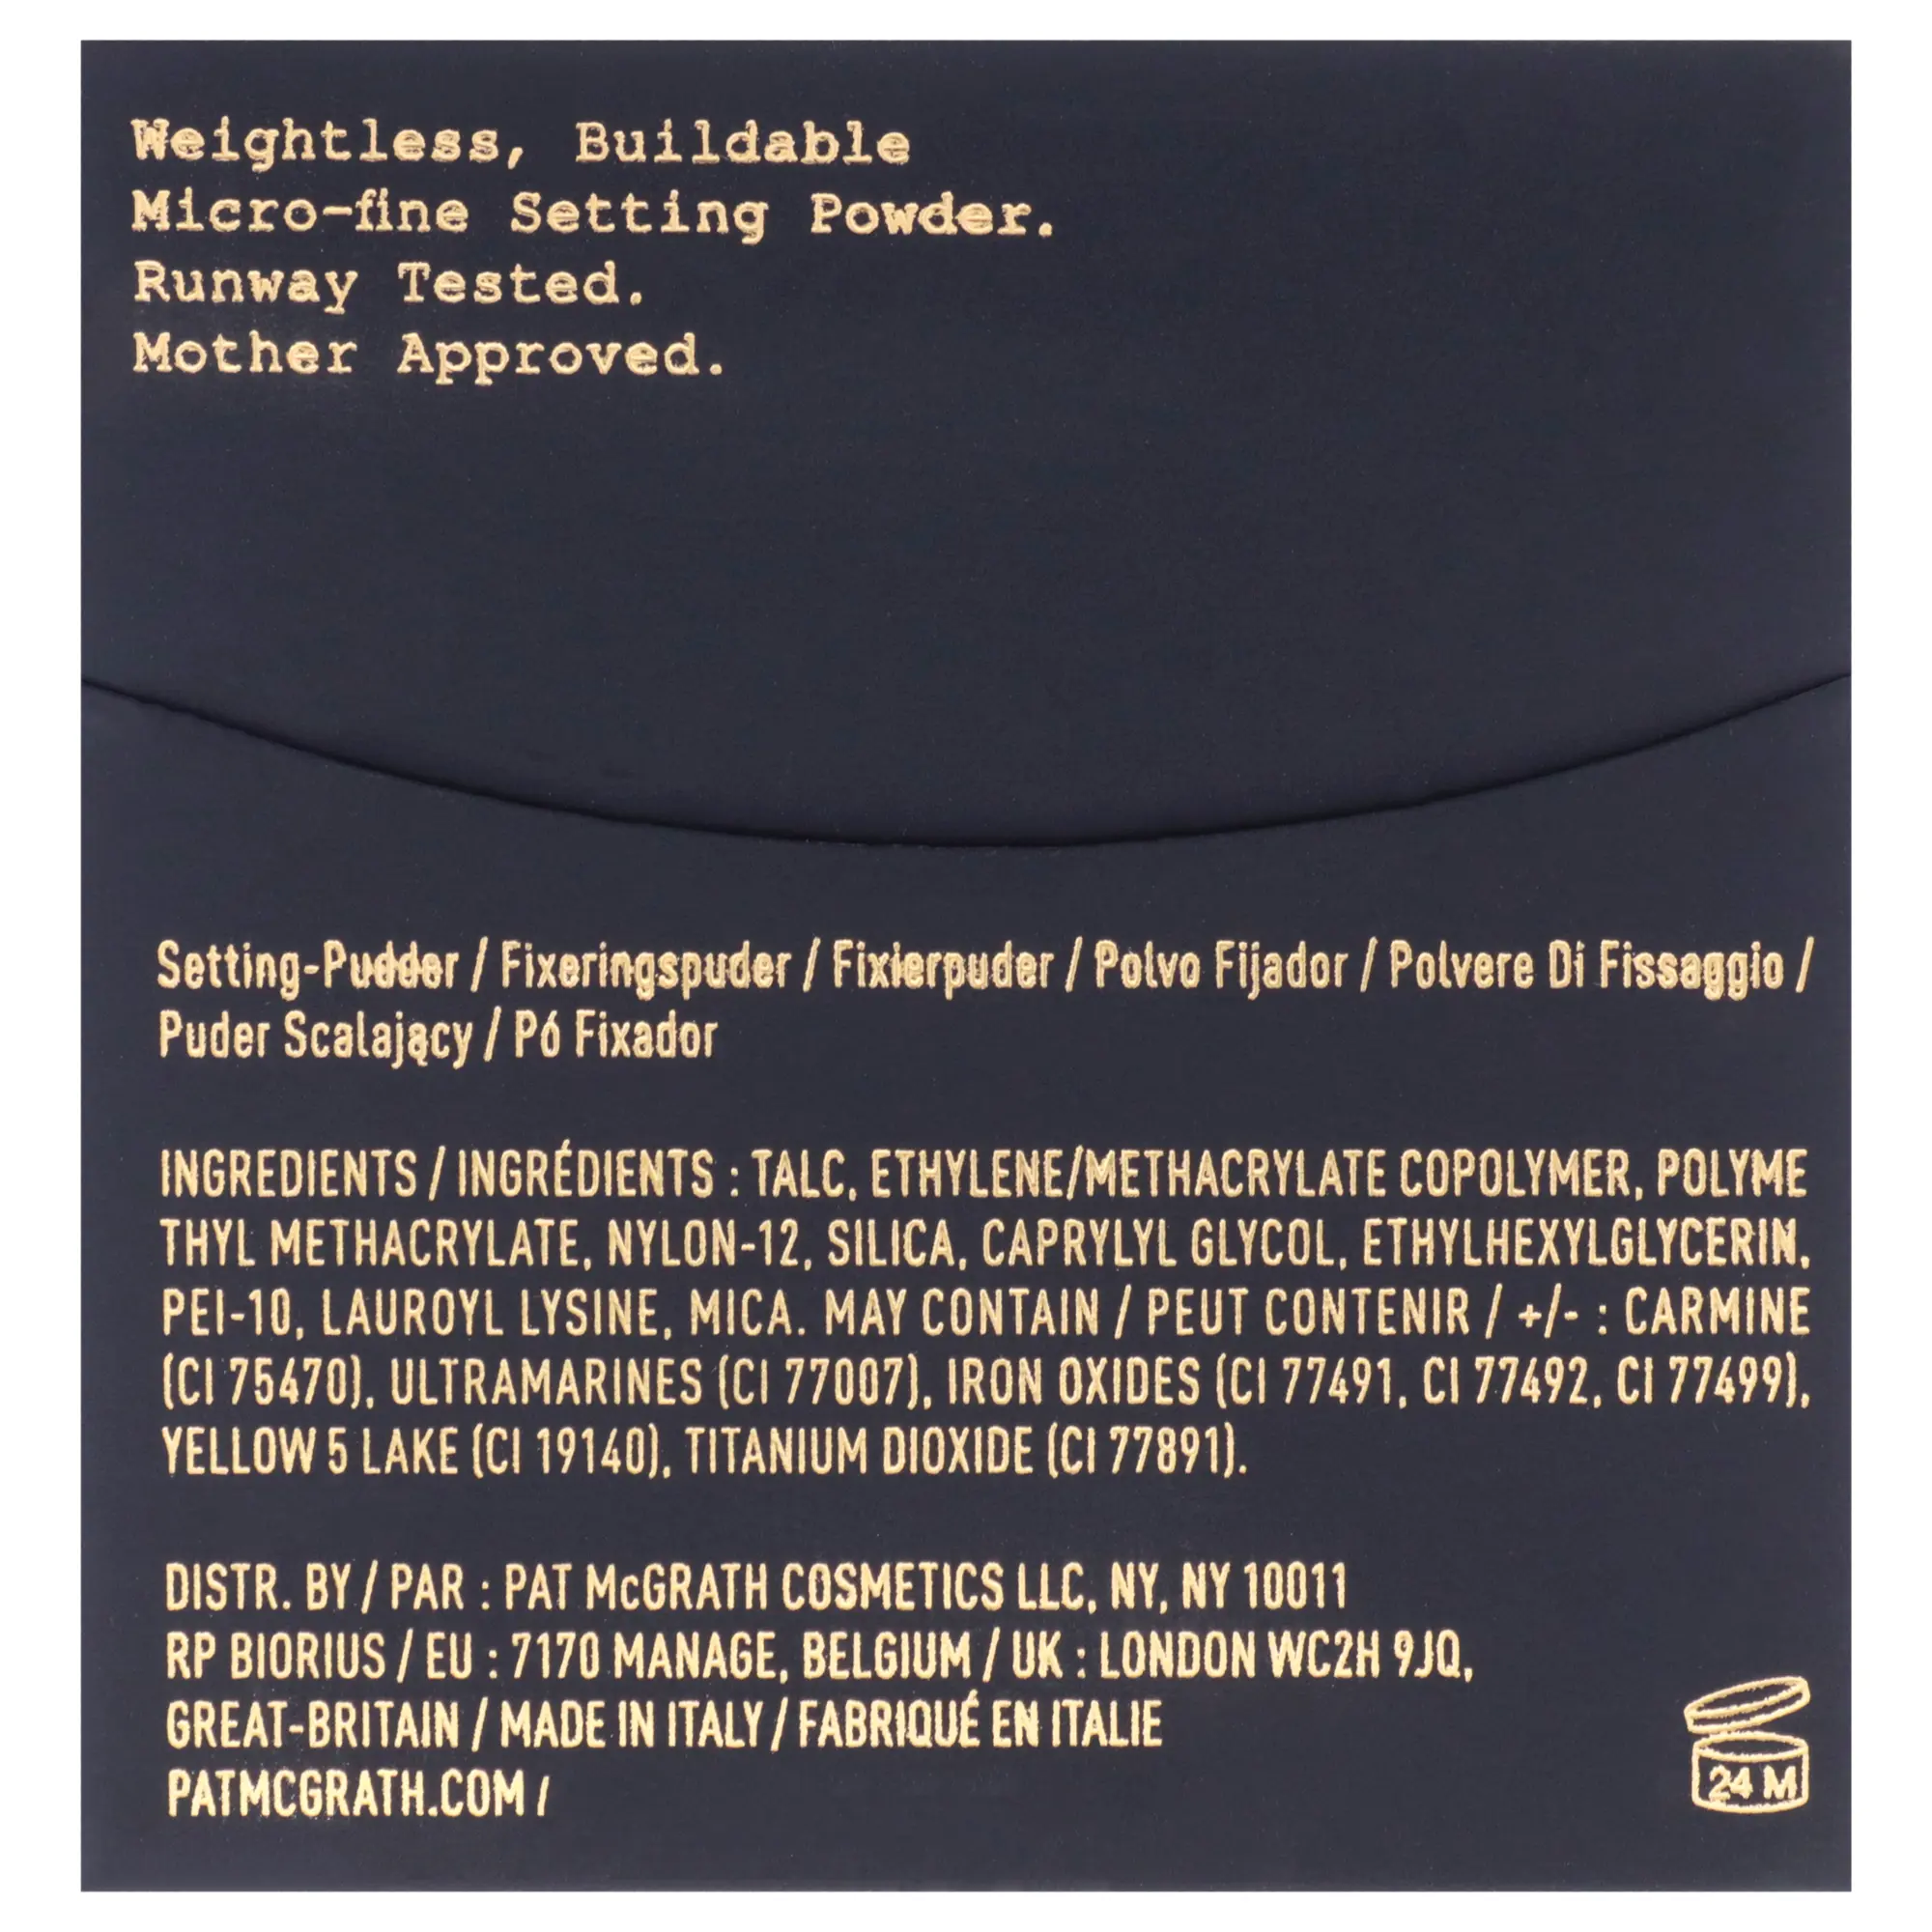 Weightless, Buildable
Micro-fine Setting Powder.
Runway Tested.
Mother Approved.
Setting-Pudder / Fixeringspuder / Fixierpuder / Polvo Fijador / Polvere Di Fissaggio /
Puder Scalający / Pó Fixador
INGREDIENTS / INGRÉDIENTS : TALC, ETHYLENE/METHACRYLATE COPOLYMER, POLYME
THYL METHACRYLATE, NYLON-12, SILICA, CAPRYLYL GLYCOL, ETHYLHEXYLGLYCERIN,
PEI-10, LAUROYL LYSINE, MICA. MAY CONTAIN / PEUT CONTENIR / +/- : CARMINE
(CI 75470), ULTRAMARINES (CI 77007), IRON OXIDES (CI 77491, CI 77492, CI 77499),
YELLOW 5 LAKE (CI 19140), TITANIUM DIOXIDE (CI 77891).
DISTR. BY / PAR : PAT McGRATH COSMETICS LLC, NY, NY 10011
RP BIORIUS / EU : 7170 MANAGE, BELGIUM / UK : LONDON WC2H 9JQ,
GREAT-BRITAIN / MADE IN ITALY / FABRIQUÉ EN ITALIE
PATMCGRATH.COM /
24 M